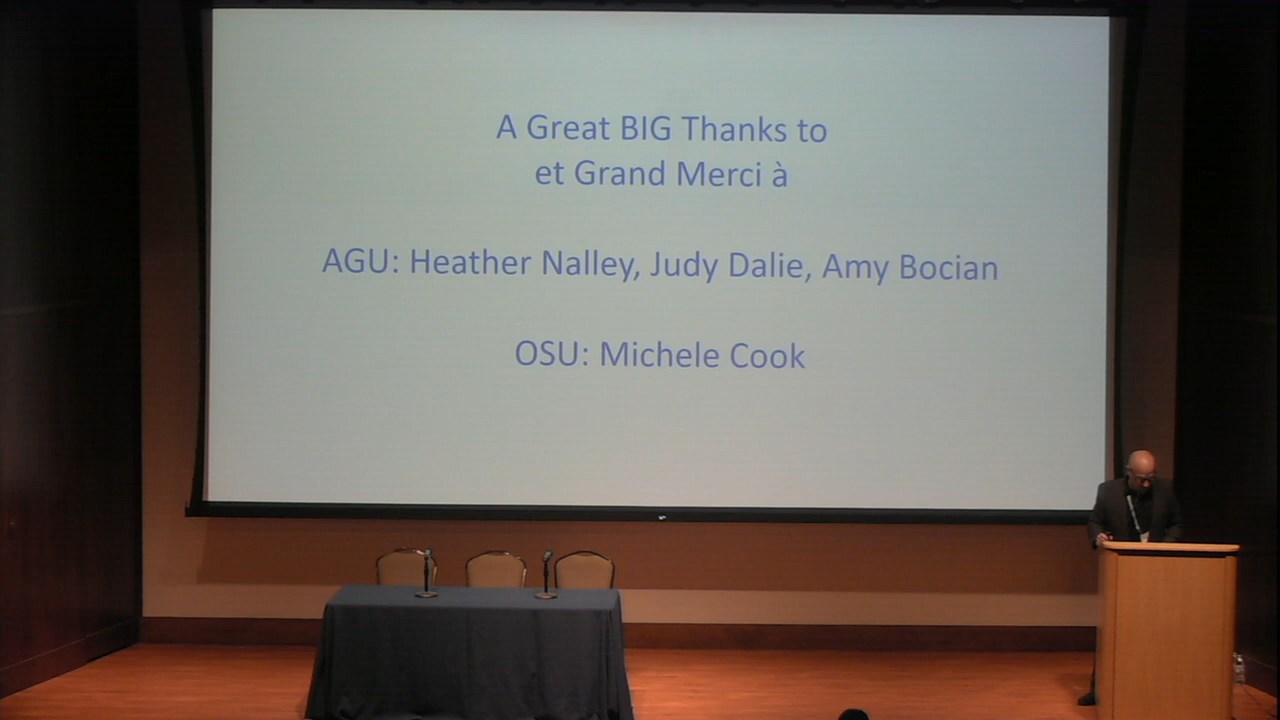 A Great BIG Thanks to
et Grand Merci à
AGU: Heather Nalley, Judy Dalie, Amy Bocian
OSU: Michele Cook